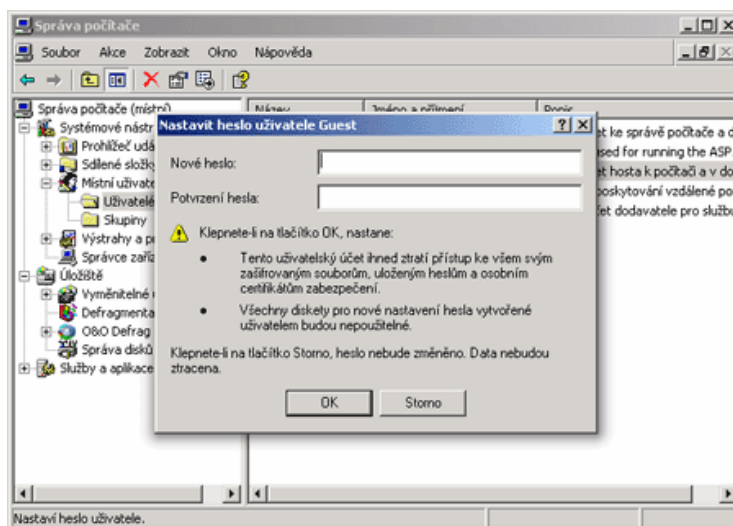 Správa počítače
Soubor Akce Zobrazit Okno Nápověda
Správa počítače (místní)
Název Jméno a příjmení Popis
Systémové nástr
Prohlížeč udá
Sdílené složk
Místní uživate
Uživatelé
Skupiny
Výstrahy a p
Správce zaří
Úložiště
Vyměnitelné
Defragmenta
O&O Defrag
Správa disků
Služby a aplikace
et ke správě počítače a d
sed for running the ASP.
et hosta k počítači a v do
poskytování vzdálené po
et dodavatele pro službu
Nastavit heslo uživatele Guest
Nové heslo:
Potvrzení hesla:
Klepnete-li na tlačítko OK, nastane:
• Tento uživatelský účet ihned ztratí přístup ke všem svým
zašifrovaným souborům, uloženým heslům a osobním
certifikátům zabezpečení.
• Všechny diskety pro nové nastavení hesla vytvořené
uživatelem budou nepoužitelné.
Klepnete-li na tlačítko Storno, heslo nebude změněno. Data nebudou
ztracena.
OK Storno
Nastaví heslo uživatele.